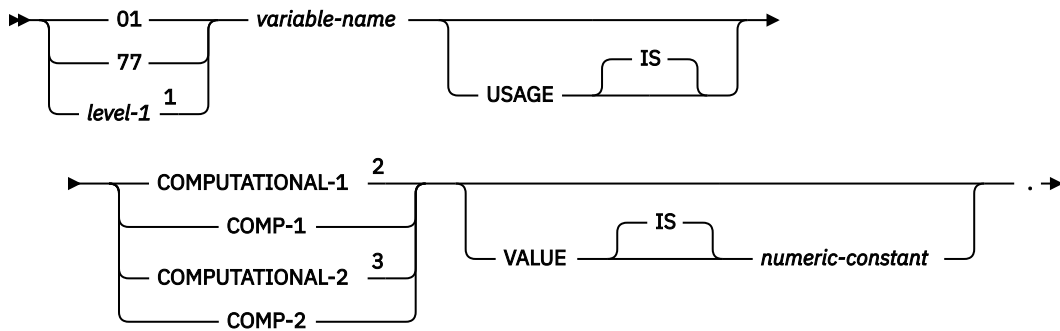 01 variable-name
IS
77
USAGE
level-1 1
COMPUTATIONAL-1 2 .
IS
COMP-1
VALUE numeric-constant
COMPUTATIONAL-2 3
COMP-2